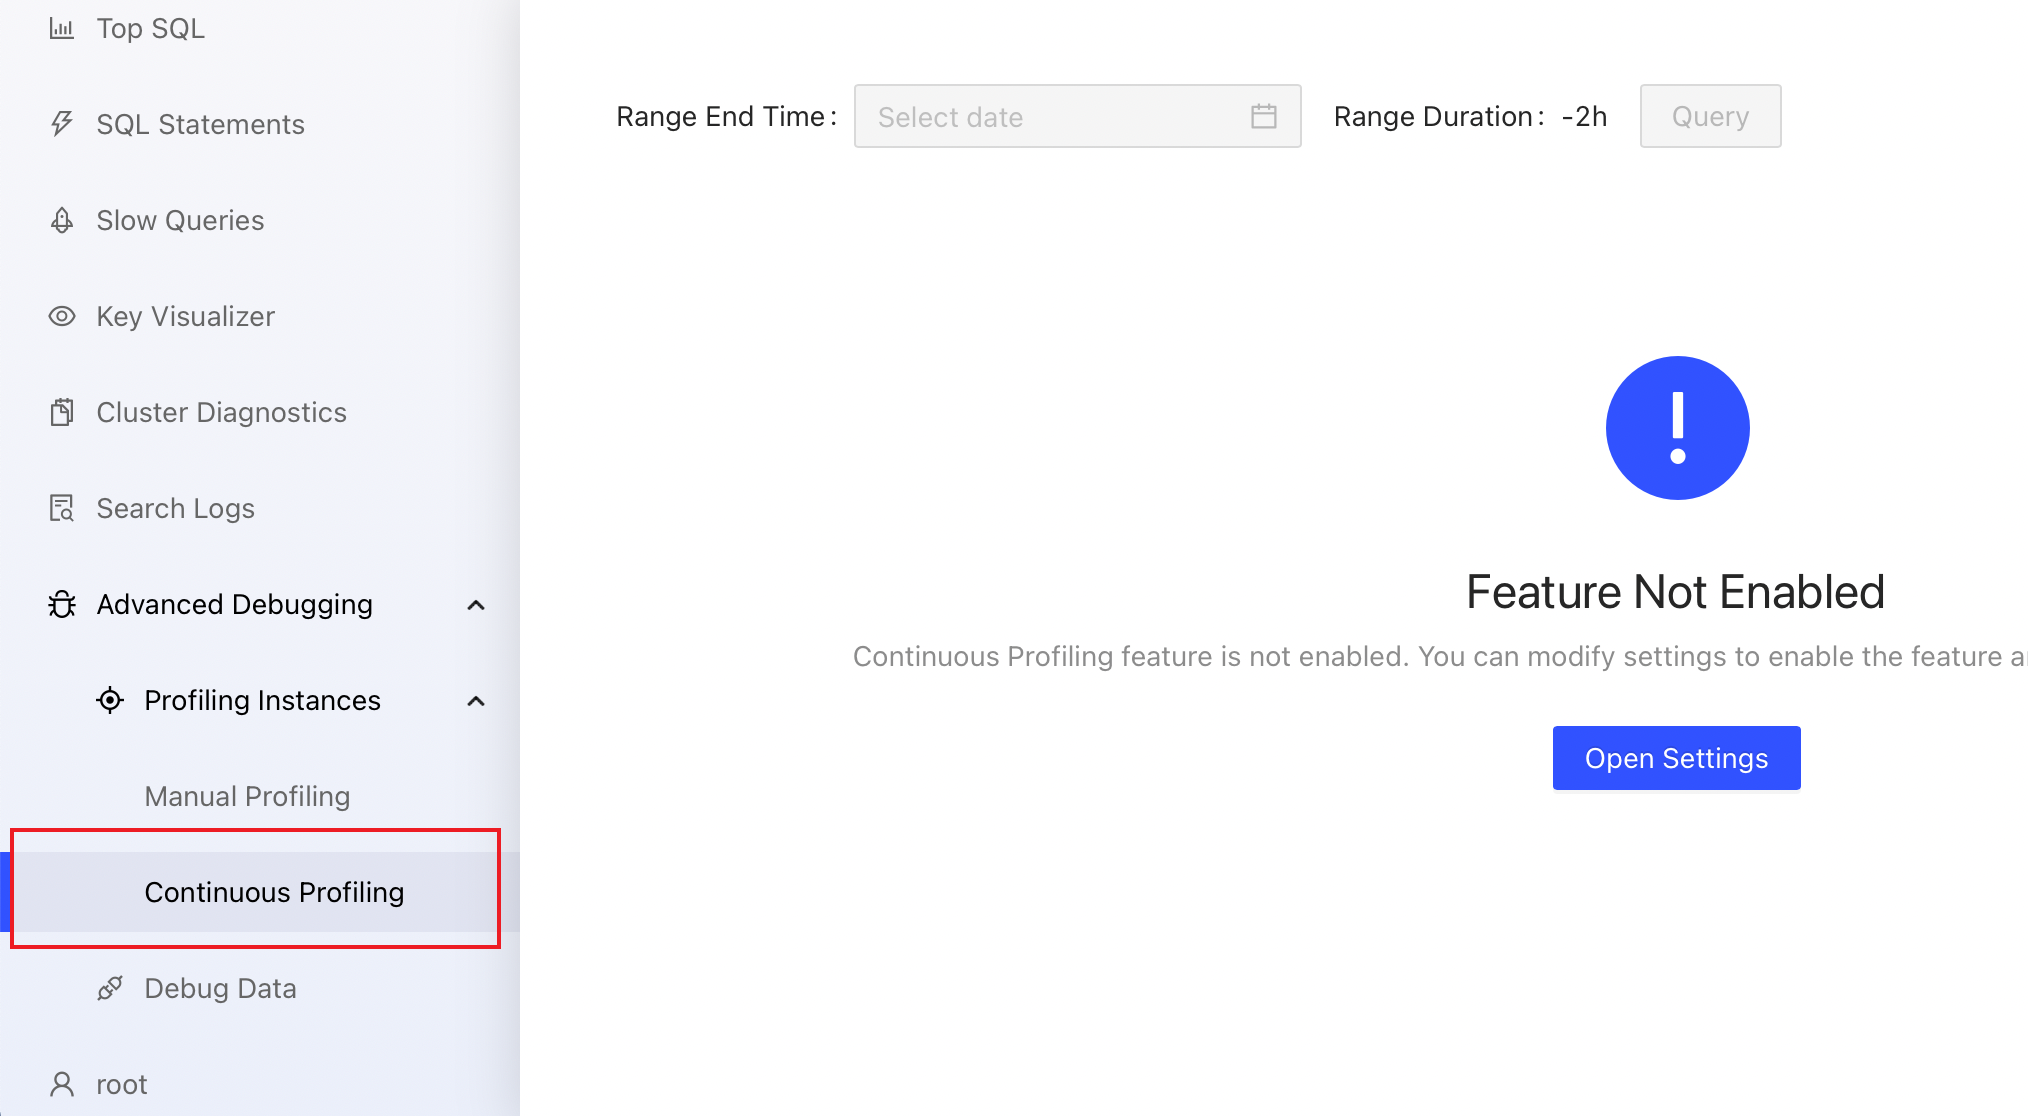 Top SQL
SQL Statements
Slow Queries
Key Visualizer
Cluster Diagnostics
Search Logs
Advanced Debugging
Profiling Instances
Manual Profiling
Continuous Profiling
Debug Data
root
Range End Time: Select date Range Duration: -2h Query
Feature Not Enabled
Continuous Profiling feature is not enabled. You can modify settings to enable the feature
Open Settings